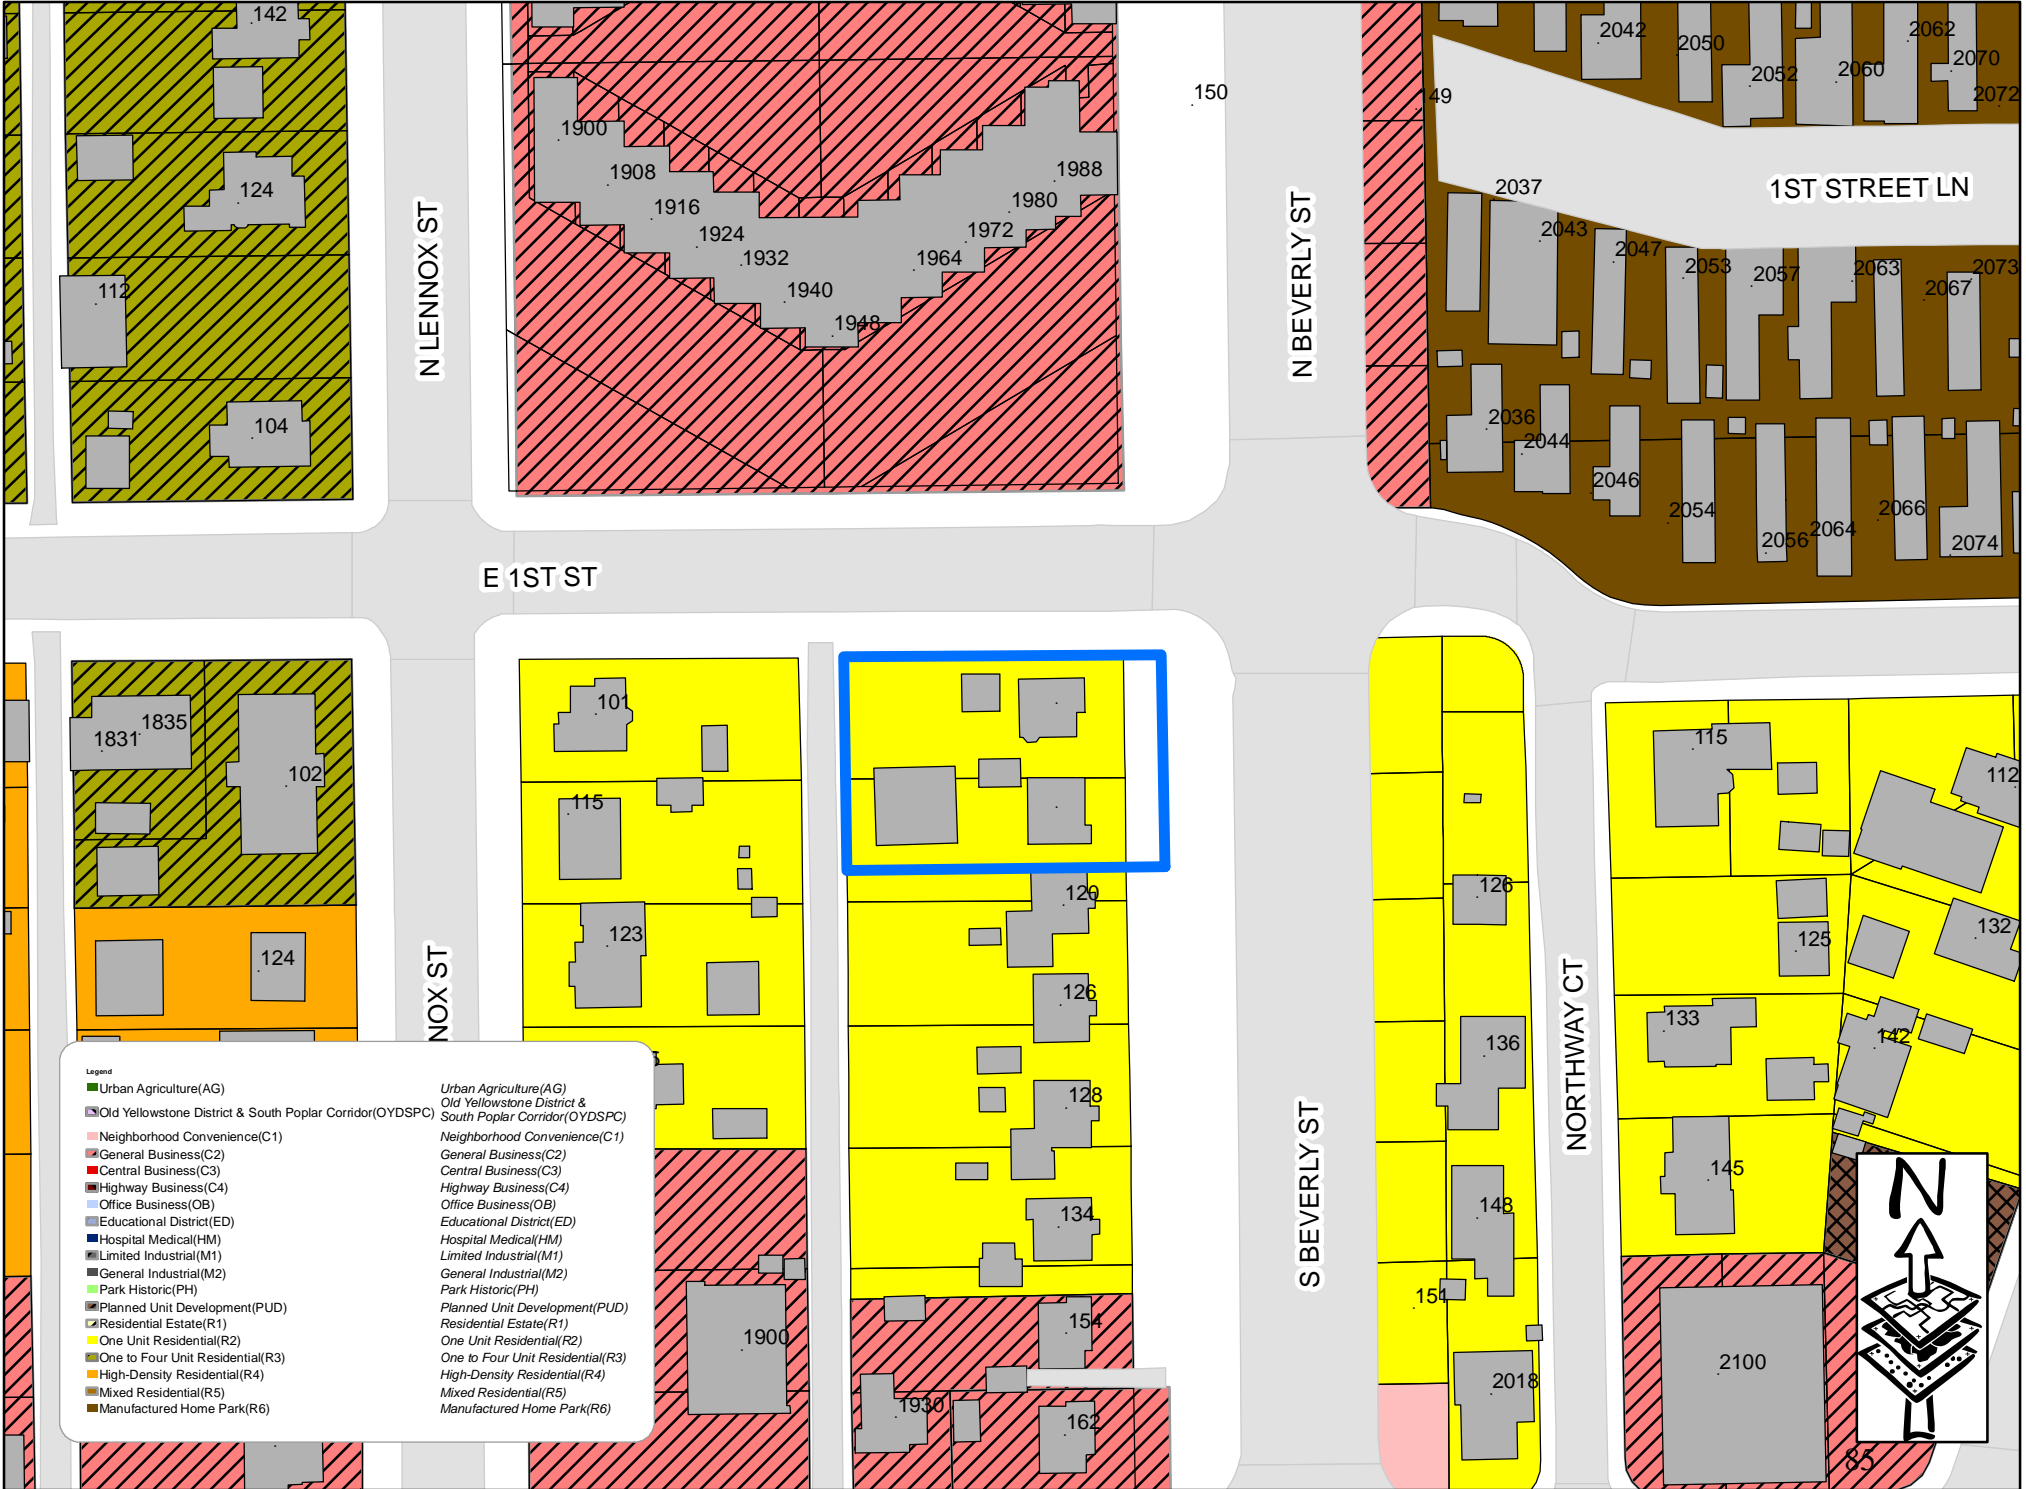 142
2042
2062
2050
2070
2052
2060
150
149
2072
1900
1988
1908
124
2037
1ST STREET LN
1980
1916
1924
1972
2043
N LENNOX ST
N BEVERLY ST
1932
1964
2047
2053
2057
2063
2073
112
1940
2067
1948
2036
104
2044
2046
2054
2066
2056
2064
2074
E 1ST ST
101
1835
1831
115
102
115
112
120
126
123
132
124
125
NOX ST
126
NORTHWAY CT
133
142
136
128
S BEVERLY ST
145
148
134
151
154
1900
2100
2018
1930
162
N
85
Legend
Urban Agriculture(AG) Urban Agriculture(AG)
Old Yellowstone District & South Poplar Corridor(OYDSPC) Old Yellowstone District &
South Poplar Corridor(OYDSPC)
Neighborhood Convenience(C1) Neighborhood Convenience(C1)
General Business(C2) General Business(C2)
Central Business(C3) Central Business(C3)
Highway Business(C4) Highway Business(C4)
Office Business(OB) Office Business(OB)
Educational District(ED) Educational District(ED)
Hospital Medical(HM) Hospital Medical(HM)
Limited Industrial(M1) Limited Industrial(M1)
General Industrial(M2) General Industrial(M2)
Park Historic(PH) Park Historic(PH)
Planned Unit Development(PUD) Planned Unit Development(PUD)
Residential Estate(R1) Residential Estate(R1)
One Unit Residential(R2) One Unit Residential(R2)
One to Four Unit Residential(R3) One to Four Unit Residential(R3)
High-Density Residential(R4) High-Density Residential(R4)
Mixed Residential(R5) Mixed Residential(R5)
Manufactured Home Park(R6) Manufactured Home Park(R6)